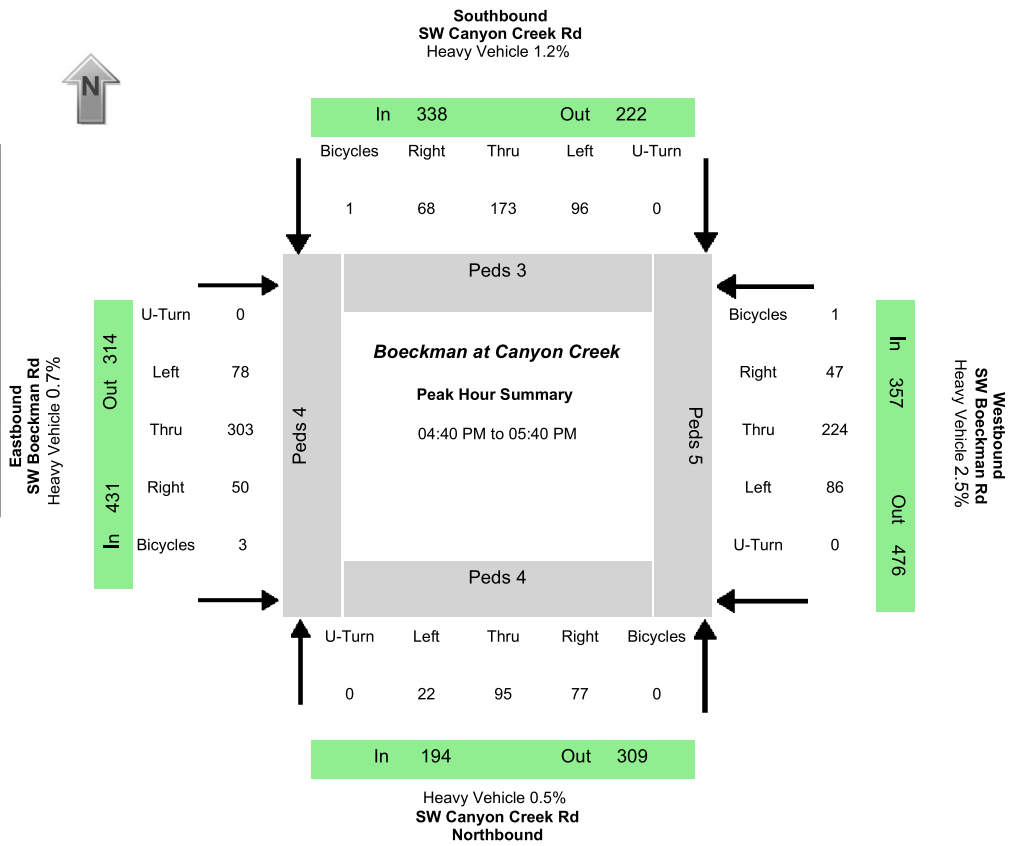 Southbound
SW Canyon Creek Rd
Heavy Vehicle 1.2%
N
In 338 Out 222
Bicycles Right Thru Left U-Turn
1 68 173 96 0
Peds 3
Eastbound
SW Boeckman Rd
Heavy Vehicle 0.7%
In 431 Out 314
U-Turn 0
Left 78
Thru 303
Right 50
Bicycles 3
Peds 4
Boeckman at Canyon Creek
Peak Hour Summary
04:40 PM to 05:40 PM
Peds 5
Bicycles 1
Right 47
Thru 224
Left 86
U-Turn 0
In 357 Out 476
Westbound
SW Boeckman Rd
Heavy Vehicle 2.5%
Peds 4
U-Turn Left Thru Right Bicycles
0 22 95 77 0
In 194 Out 309
Heavy Vehicle 0.5%
SW Canyon Creek Rd
Northbound